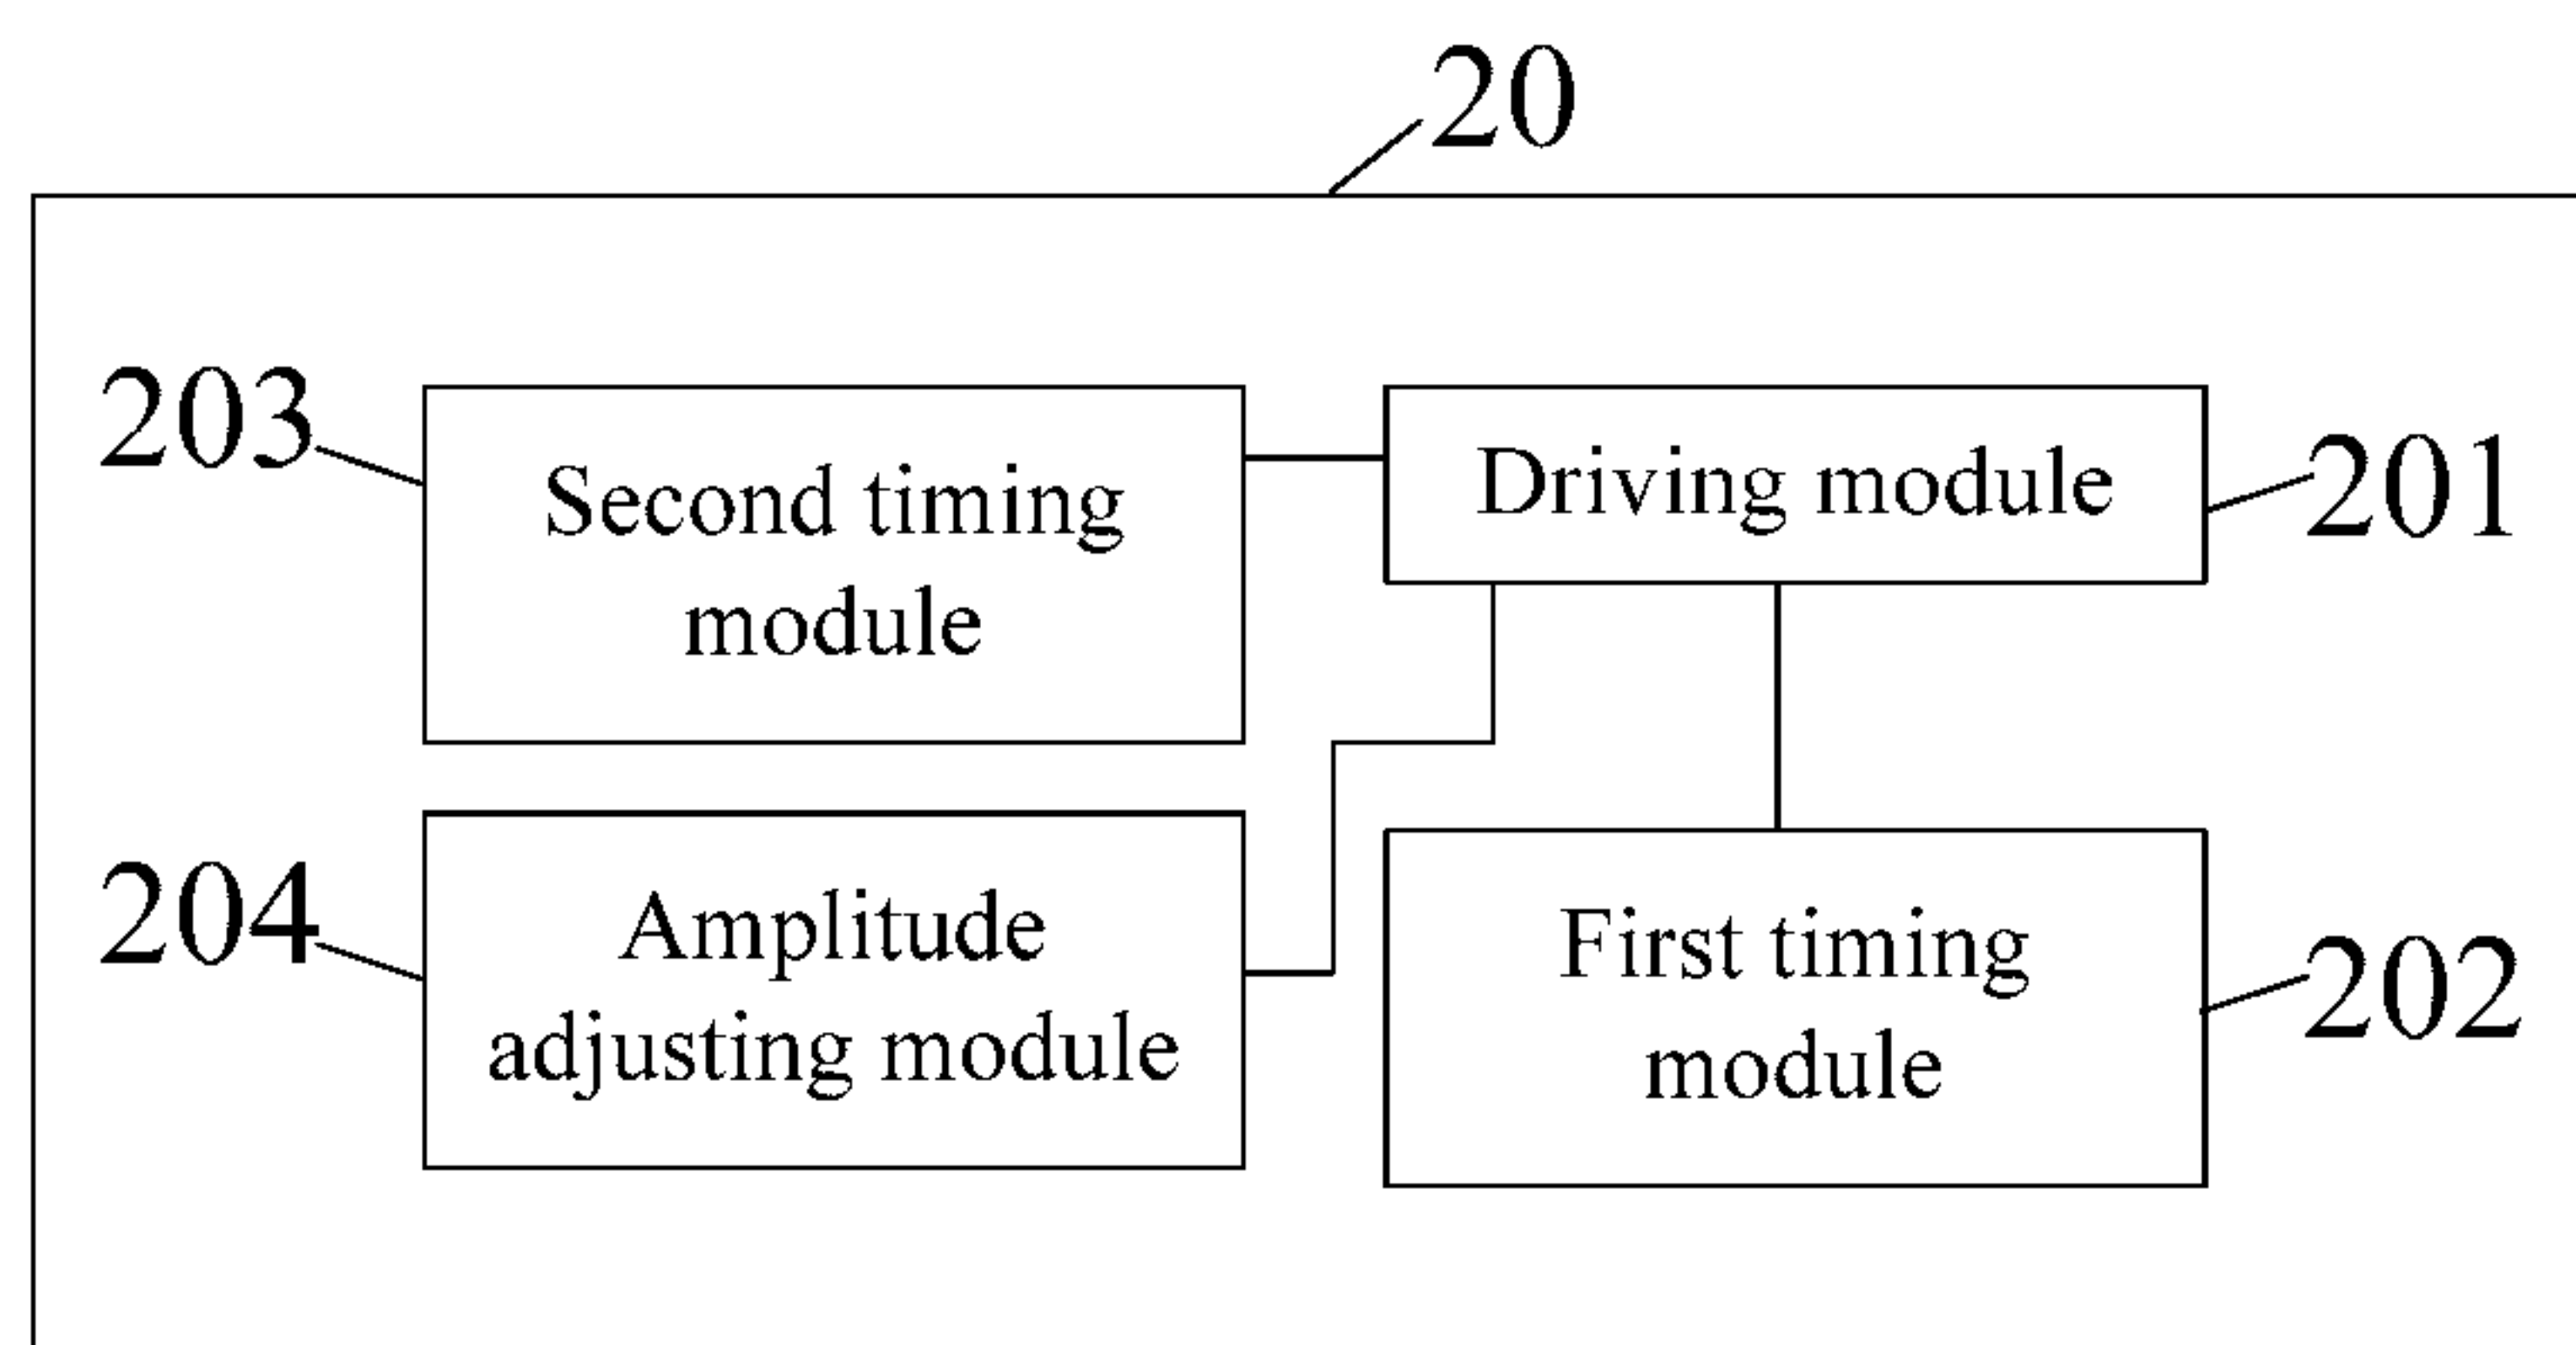 20
203
Second timing
module
Driving module
201
204
Amplitude
adjusting module
First timing
module
202